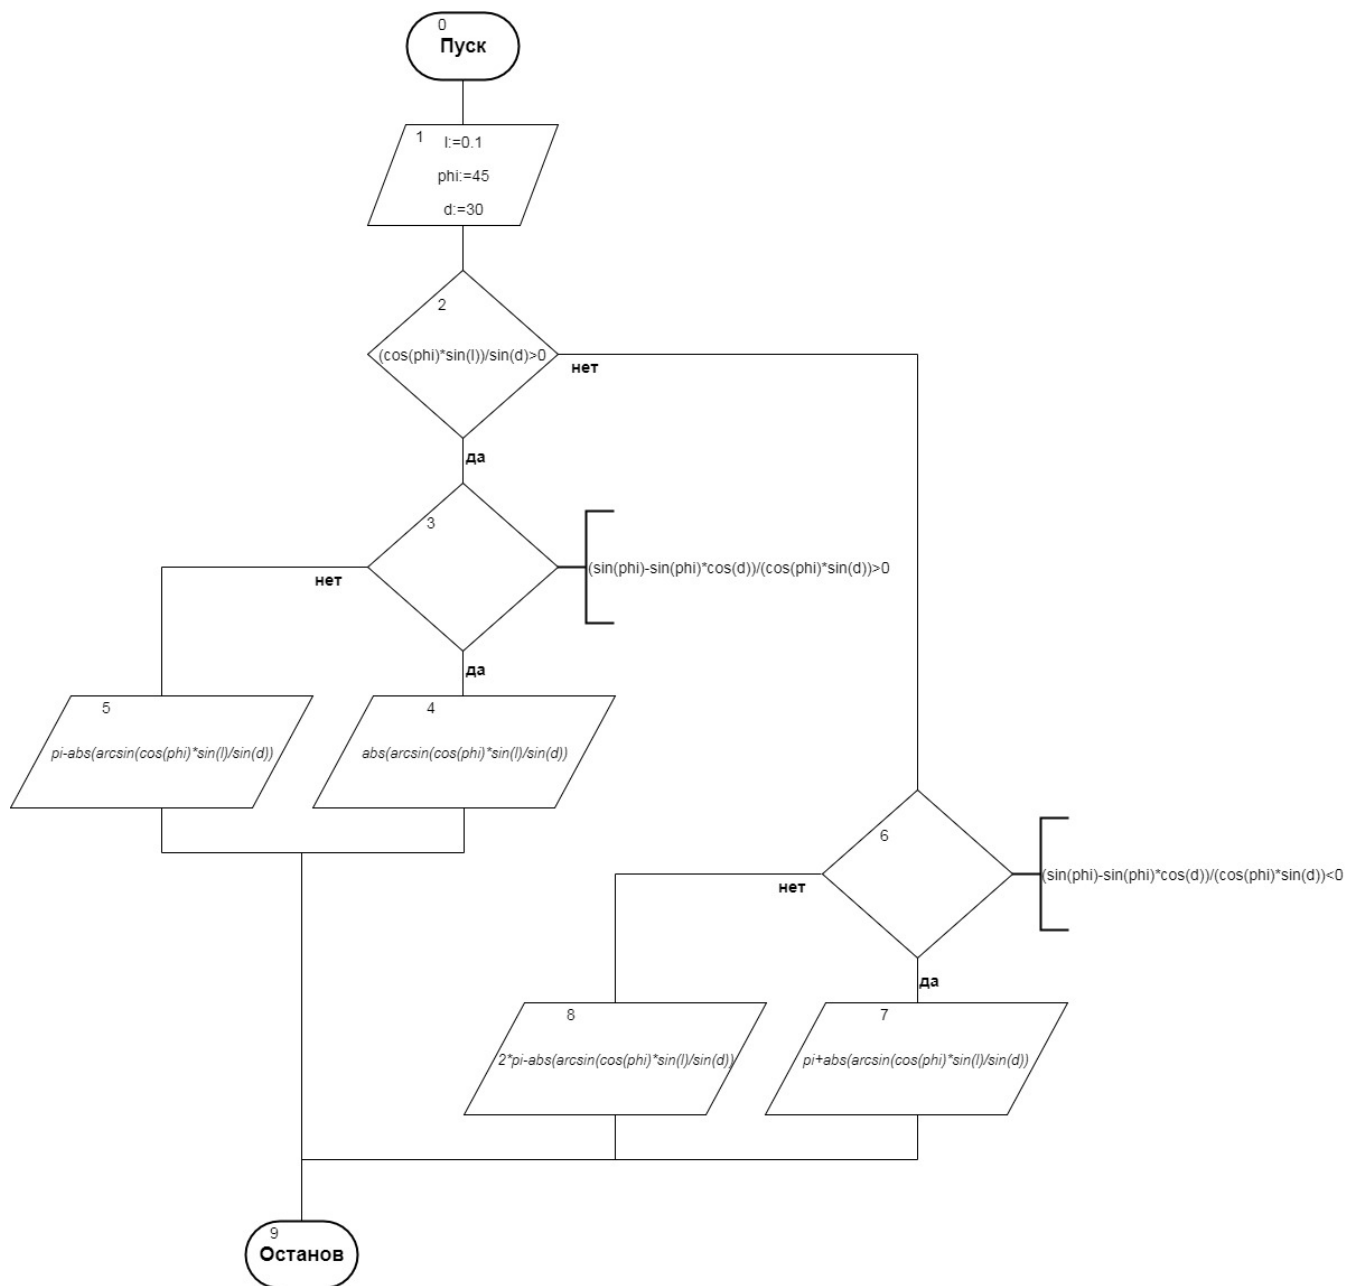 0
Пуск
1
l:=0.1
phi:=45
d:=30
2
(cos(phi)*sin(l))/sin(d)>0
нет
да
3
(sin(phi)-sin(phi)*cos(d))/(cos(phi)*sin(d))>0
нет
да
5
pi-abs(arcsin(cos(phi)*sin(l)/sin(d))
4
abs(arcsin(cos(phi)*sin(l)/sin(d))
6
(sin(phi)-sin(phi)*cos(d))/(cos(phi)*sin(d))<0
нет
да
8
2*pi-abs(arcsin(cos(phi)*sin(l)/sin(d))
7
pi+abs(arcsin(cos(phi)*sin(l)/sin(d))
9
Останов